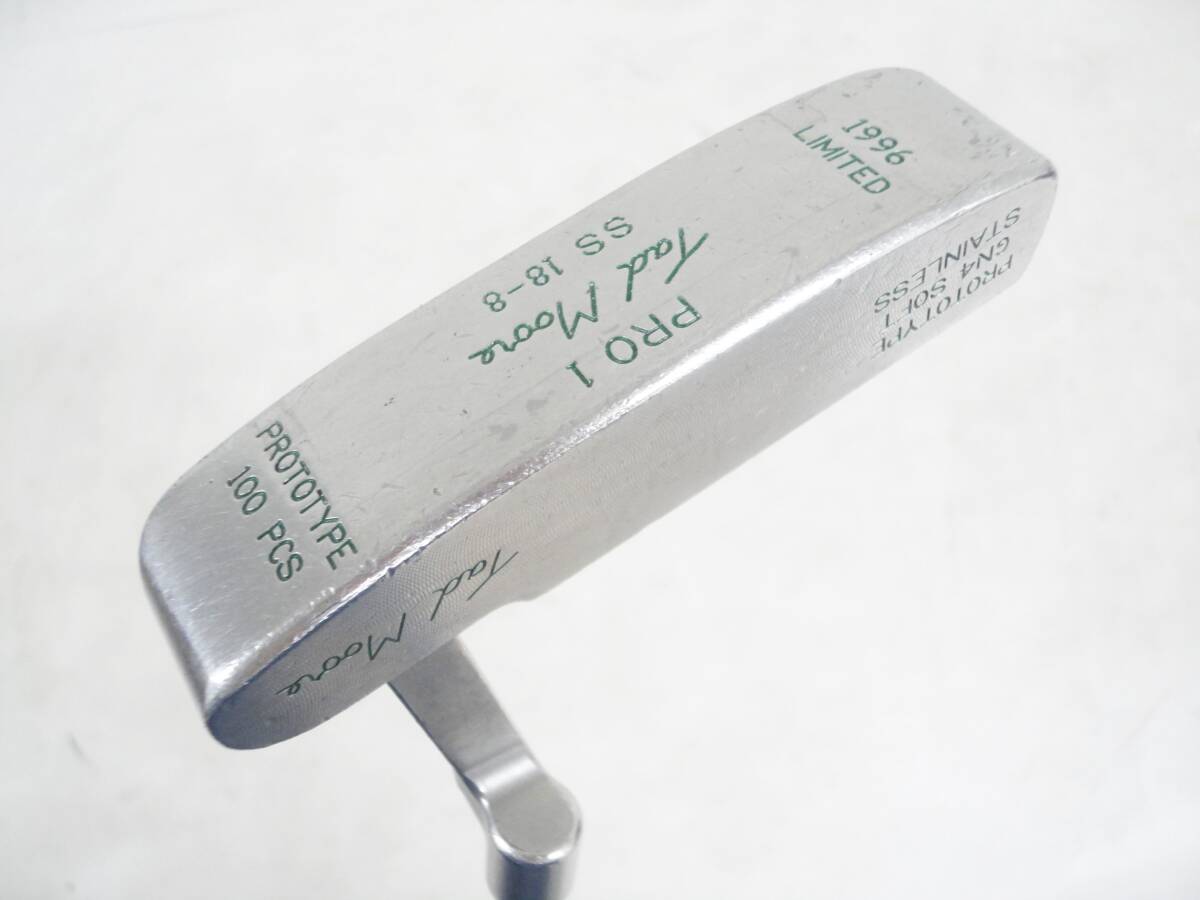 1996
LIMITED
PRO 1
Tad Moore
SS 18-8
PROTOTYPE
100 PCS
PROTOTYPE
GN4 SOFT
STAINLESS
Tad Moore